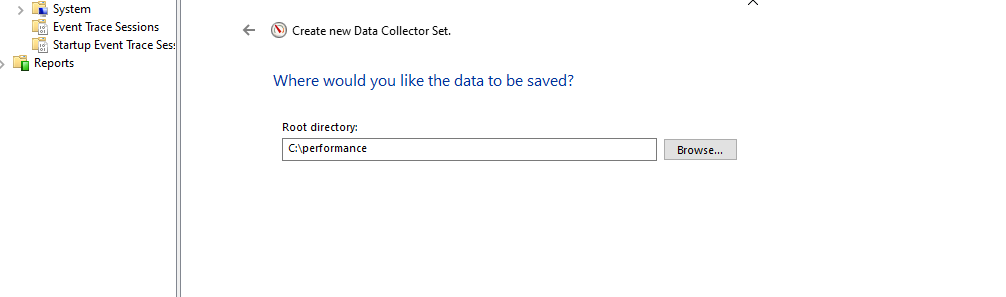 System
Event Trace Sessions
Startup Event Trace Ses
Reports
Create new Data Collector Set.
Where would you like the data to be saved?
Root directory:
C:\performance
Browse...